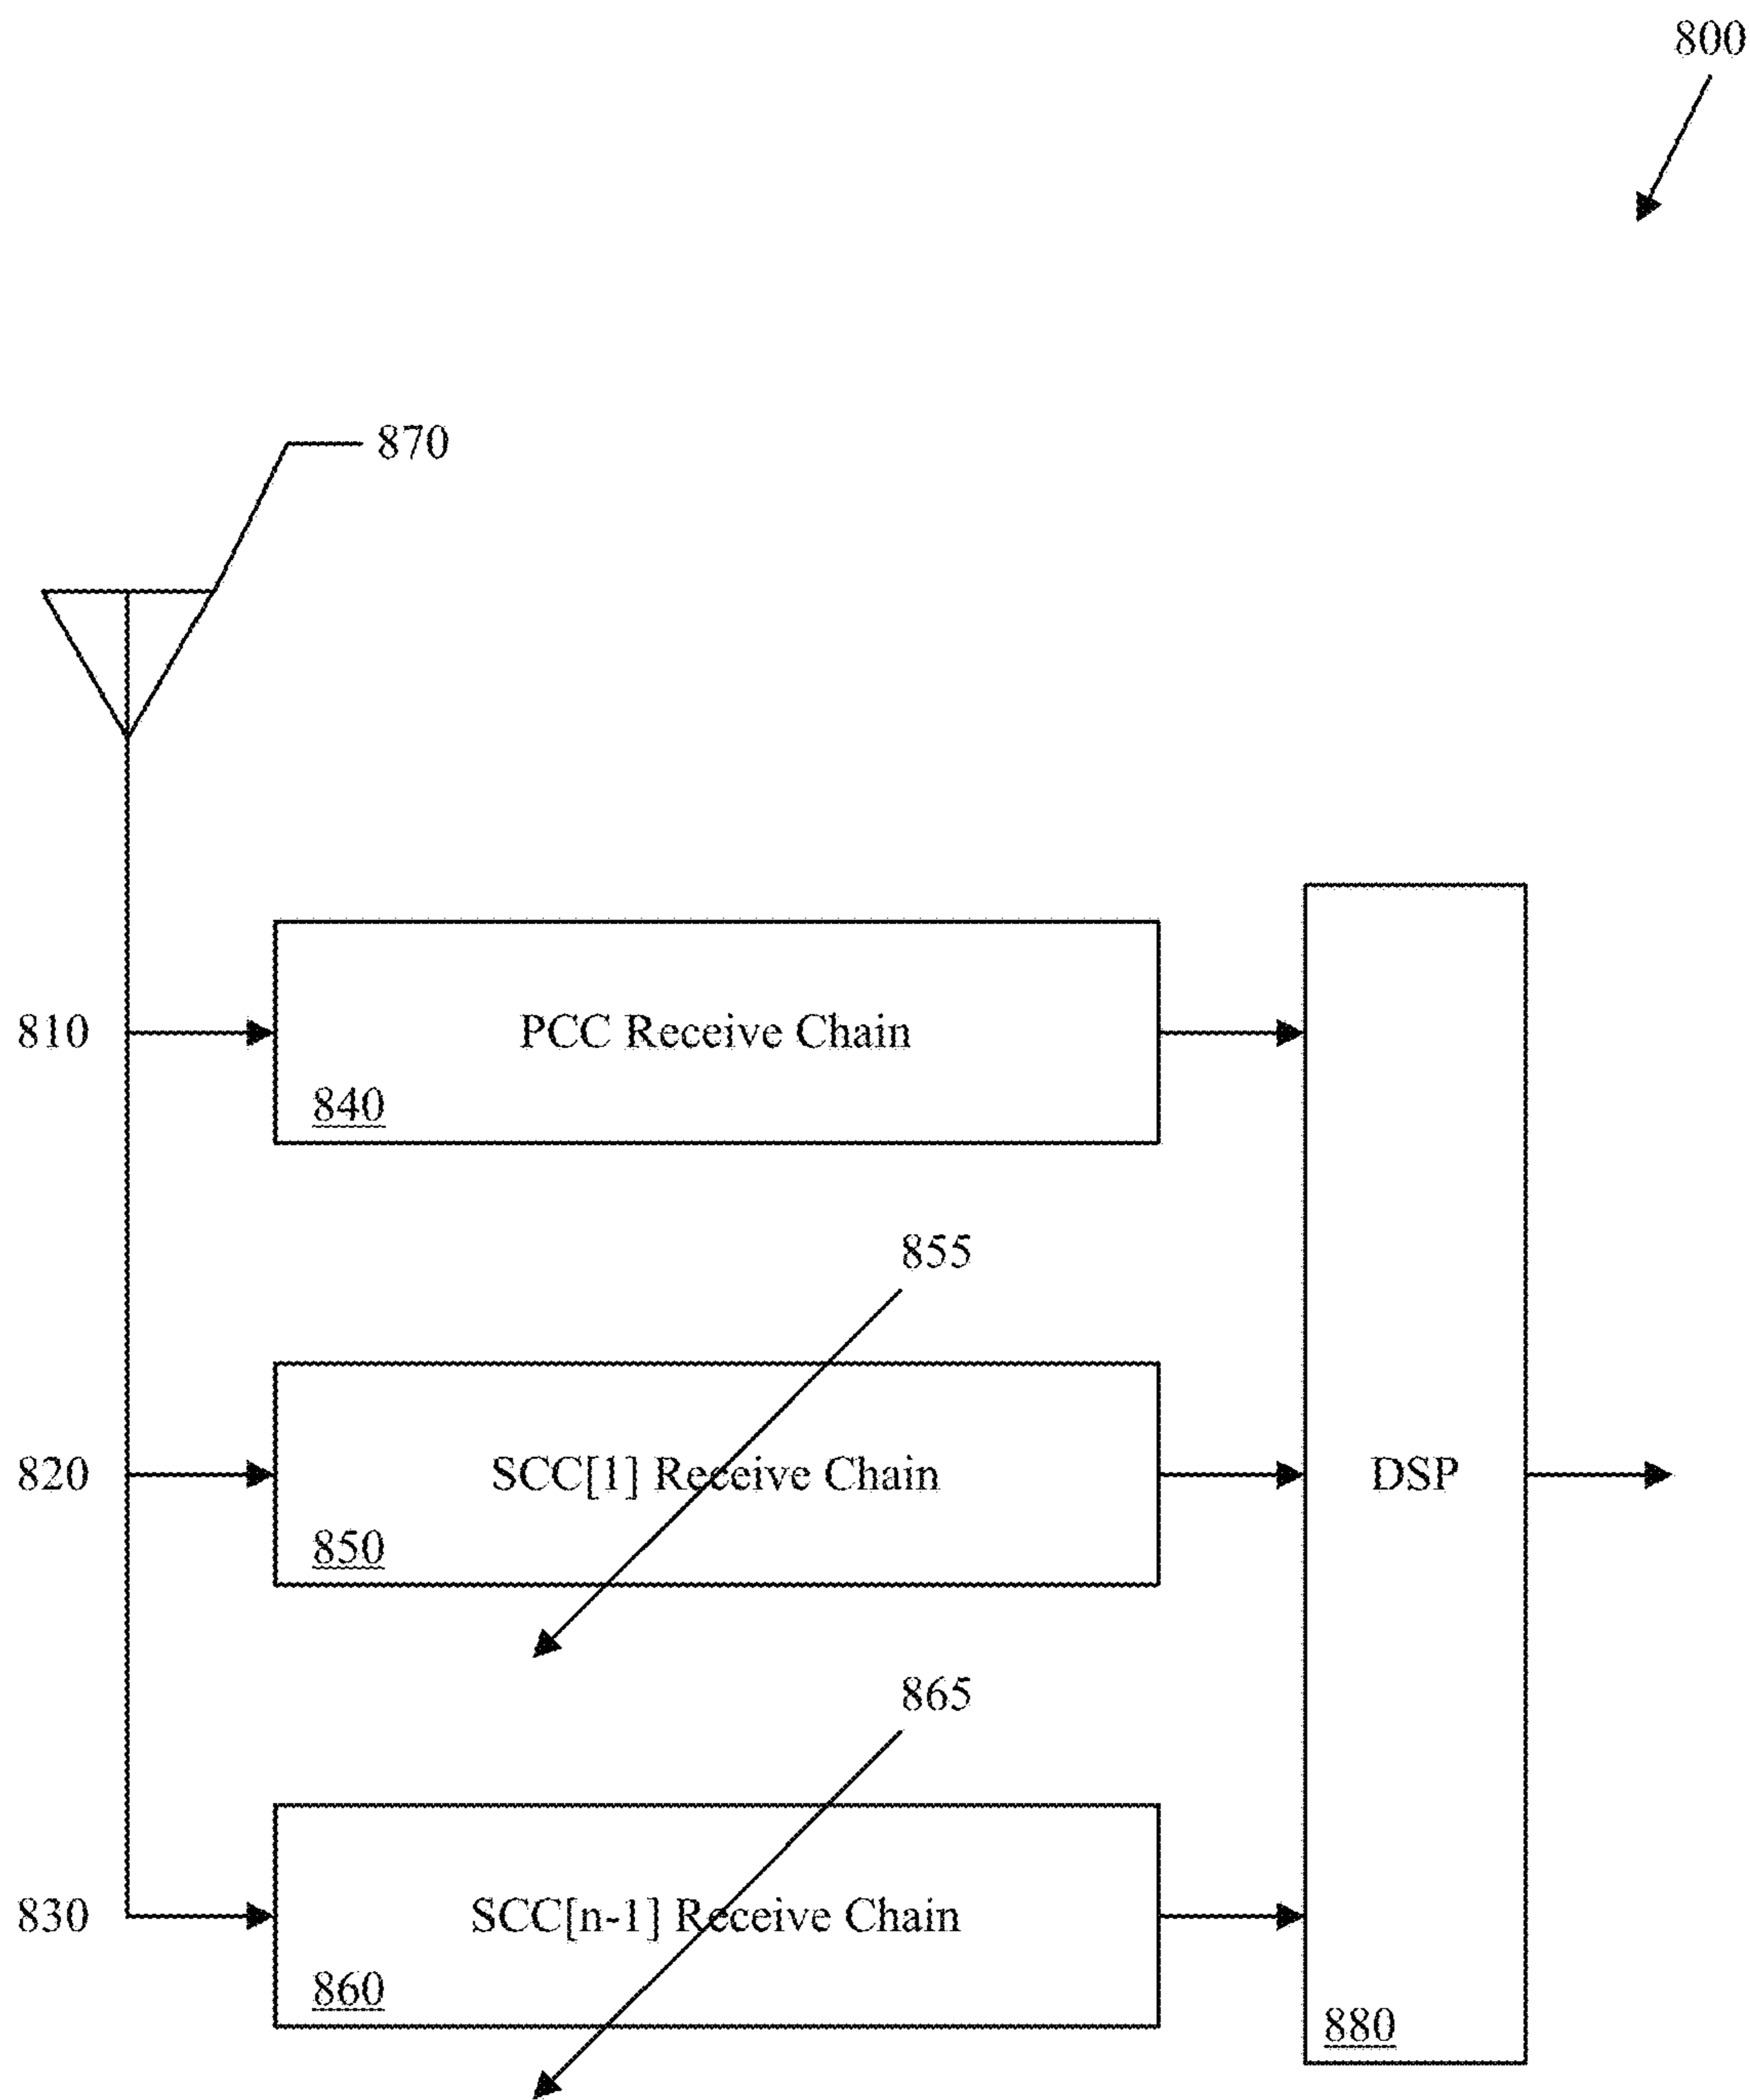 800
870
810
PCC Receive Chain
840
855
820
SCC[1] Receive Chain
DSP
850
865
830
SCC[n-1] Receive Chain
860
880